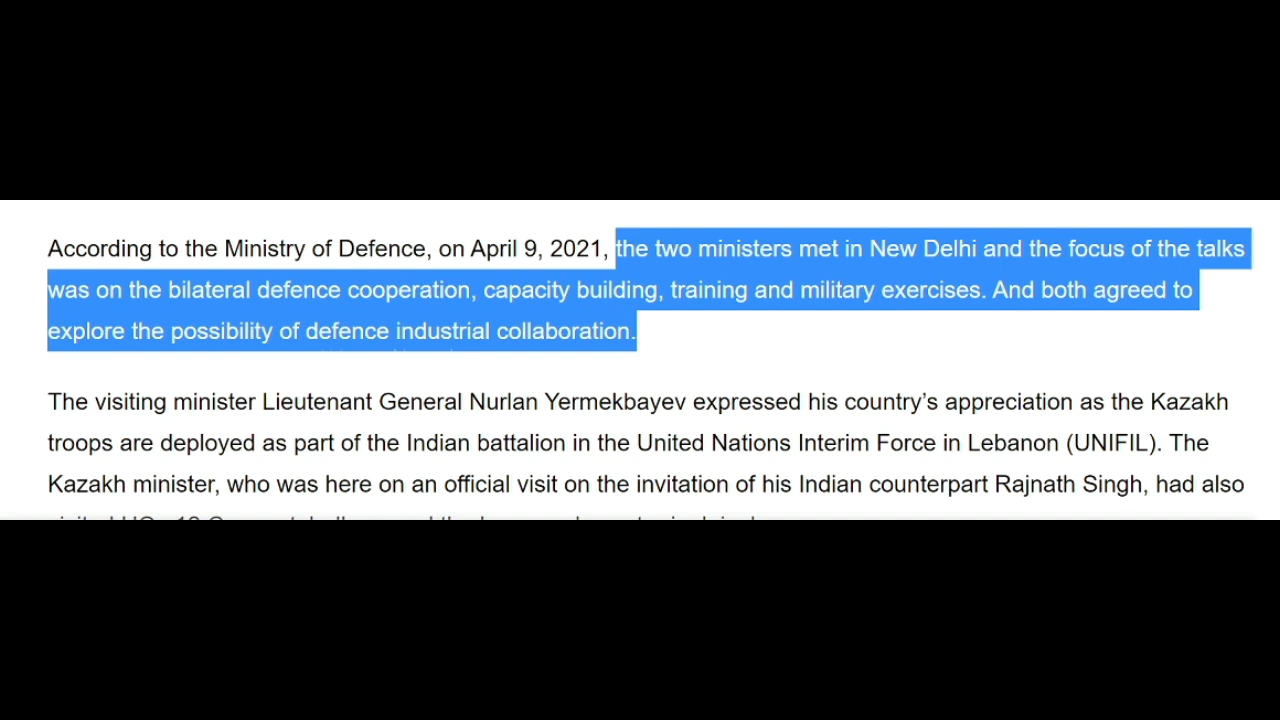 According to the Ministry of Defence, on April 9, 2021, the two ministers met in New Delhi and the focus of the talks
was on the bilateral defence cooperation, capacity building, training and military exercises. And both agreed to
explore the possibility of defence industrial collaboration.
The visiting minister Lieutenant General Nurlan Yermekbayev expressed his country’s appreciation as the Kazakh
troops are deployed as part of the Indian battalion in the United Nations Interim Force in Lebanon (UNIFIL). The
Kazakh minister, who was here on an official visit on the invitation of his Indian counterpart Rajnath Singh, had also